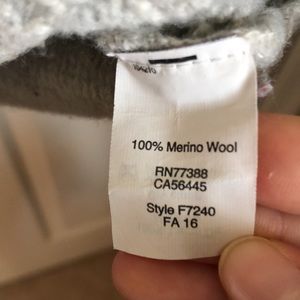 100% Merino Wool
RN77388
CA56445
Style F7240
FA 16